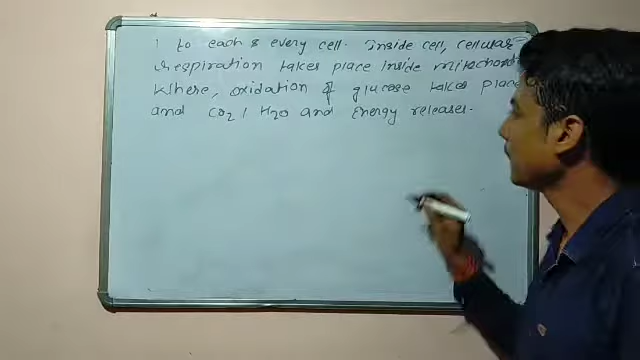 to each & every cell. Inside cell, cellular
respiration takes place inside mitochond
where, oxidation of glucose takes place
and CO2, H2O and Energy releases.